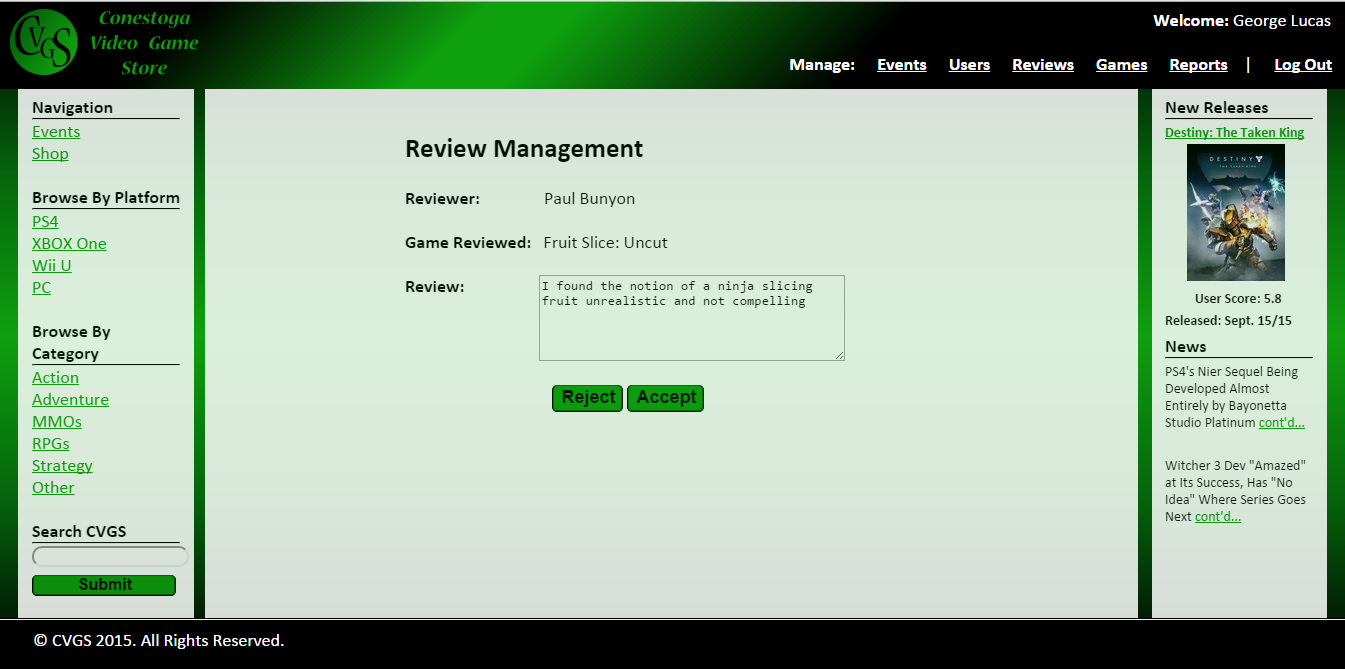 CVGS
Conestoga
Video Game
Store
Welcome: George Lucas
Manage: Events Users Reviews Games Reports | Log Out
Navigation
Events
Shop
Browse By Platform
PS4
XBOX One
Wii U
PC
Browse By
Category
Action
Adventure
MMOs
RPGs
Strategy
Other
Search CVGS
Submit
Review Management
Reviewer: Paul Bunyon
Game Reviewed: Fruit Slice: Uncut
Review:
I found the notion of a ninja slicing
fruit unrealistic and not compelling
Reject Accept
New Releases
Destiny: The Taken King
DESTINY
THE TAKEN KING
User Score: 5.8
Released: Sept. 15/15
News
PS4's Nier Sequel Being
Developed Almost
Entirely by Bayonetta
Studio Platinum cont'd...
Witcher 3 Dev "Amazed"
at Its Success, Has "No
Idea" Where Series Goes
Next cont'd...
© CVGS 2015. All Rights Reserved.